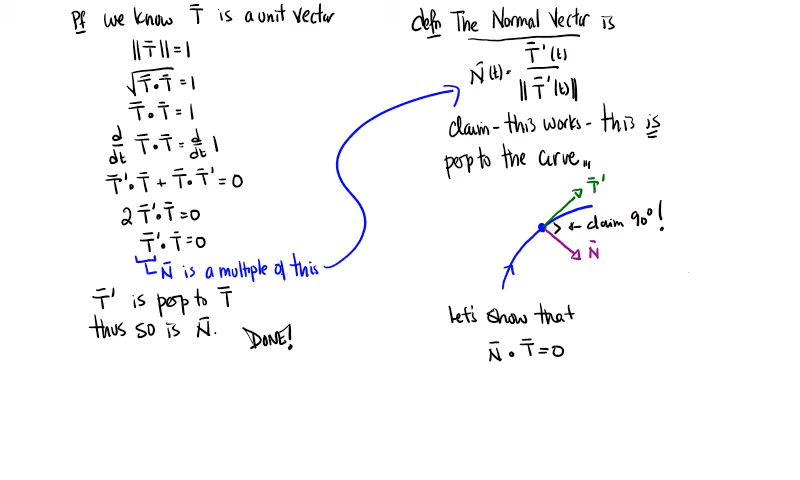 Pf we know T̄ is a unit vector
||T̄|| = 1
√T̄•T̄ = 1
T̄•T̄ = 1
d/dt T̄•T̄ = d/dt 1
T̄'•T̄ + T̄•T̄' = 0
2T̄'•T̄ = 0
T̄'•T̄ = 0
N̄ is a multiple of this
T̄' is perp to T̄
thus so is N̄.
DONE!
defn The Normal Vector is
N̄(t) = T̄'(t) / ||T̄'(t)||
claim - this works - this is
perp to the curve...
T̄'
← claim 90°!
N̄
Let's show that
N̄ • T̄ = 0